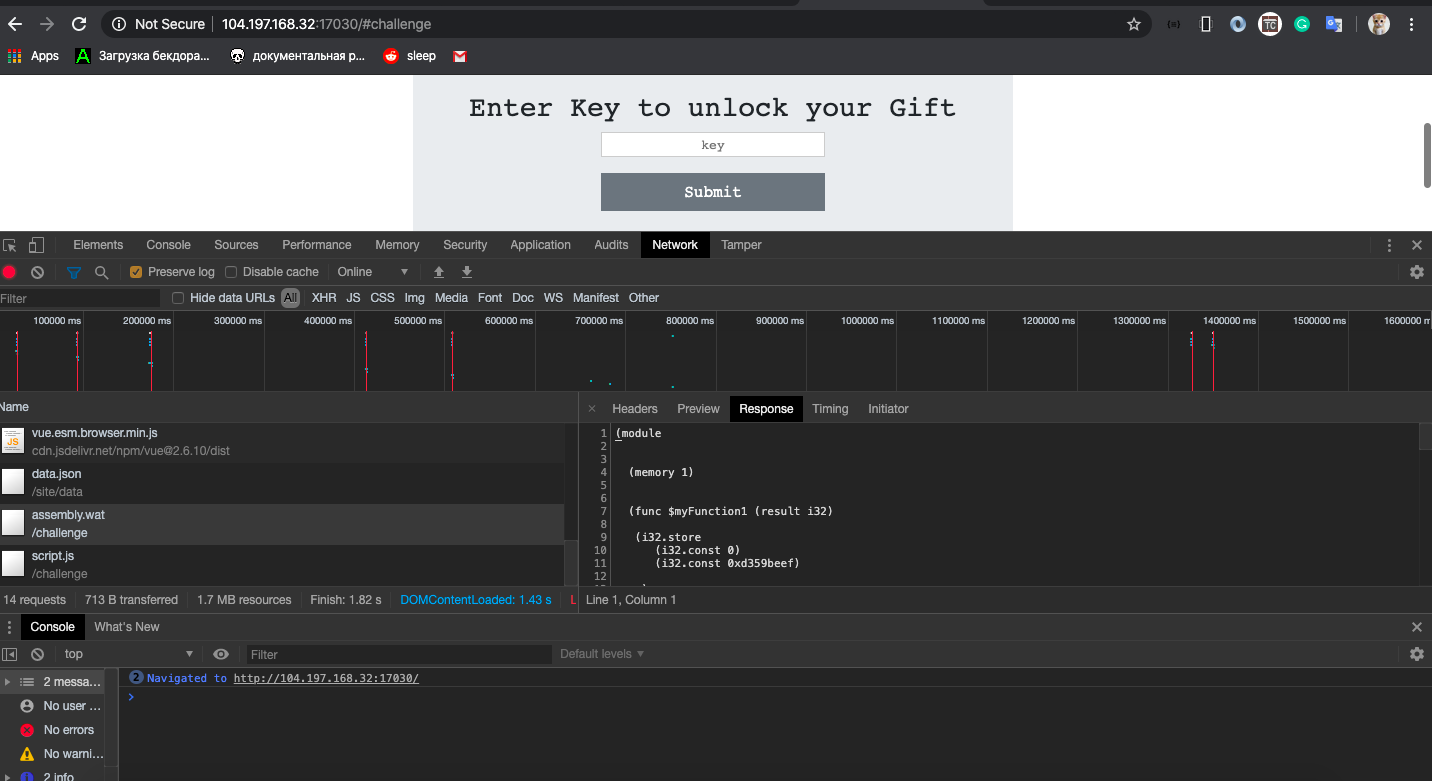 Not Secure 104.197.168.32:17030/#challenge
Apps Загрузка бекдора... документальная р... sleep
Enter Key to unlock your Gift
key
Submit
Elements Console Sources Performance Memory Security Application Audits Network Tamper
Preserve log Disable cache Online
Filter Hide data URLs All XHR JS CSS Img Media Font Doc WS Manifest Other
100000 ms 200000 ms 300000 ms 400000 ms 500000 ms 600000 ms 700000 ms 800000 ms 900000 ms 1000000 ms 1100000 ms 1200000 ms 1300000 ms 1400000 ms 1500000 ms 1600000 m
Name × Headers Preview Response Timing Initiator
vue.esm.browser.min.js
cdn.jsdelivr.net/npm/vue@2.6.10/dist
data.json
/site/data
assembly.wat
/challenge
script.js
/challenge
1 (module
2
3
4 (memory 1)
5
6
7 (func $myFunction1 (result i32)
8
9 (i32.store
10 (i32.const 0)
11 (i32.const 0xd359beef)
12
14 requests 713 B transferred 1.7 MB resources Finish: 1.82 s DOMContentLoaded: 1.43 s L Line 1, Column 1
Console What's New
top Filter Default levels
2 messa... 2 Navigated to http://104.197.168.32:17030/
No user ... >
No errors
No warni...
2 info